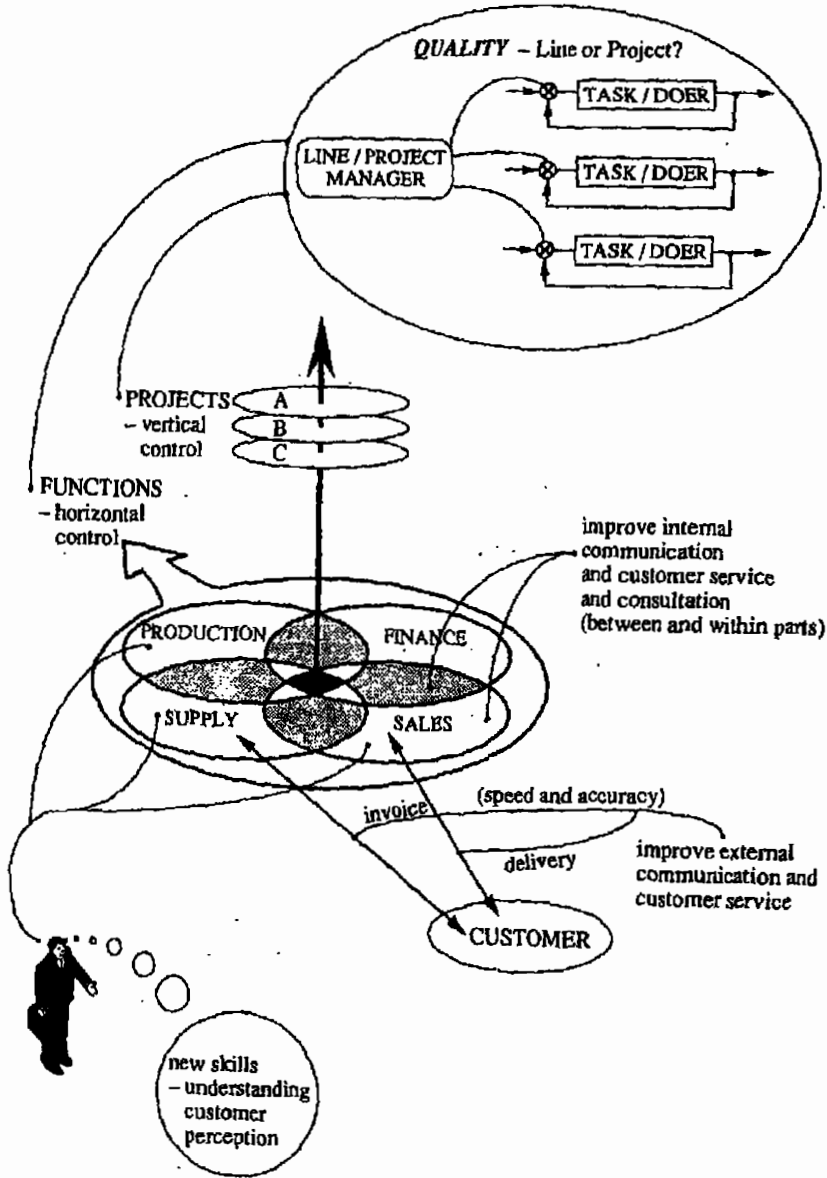 QUALITY – Line or Project?
TASK / DOER
LINE / PROJECT
MANAGER
TASK / DOER
TASK / DOER
PROJECTS
– vertical
control
A
B
C
FUNCTIONS
– horizontal
control
improve internal
communication
and customer service
and consultation
(between and within parts)
PRODUCTION
FINANCE
SUPPLY
SALES
invoice
(speed and accuracy)
delivery
improve external
communication and
customer service
CUSTOMER
new skills
– understanding
customer
perception